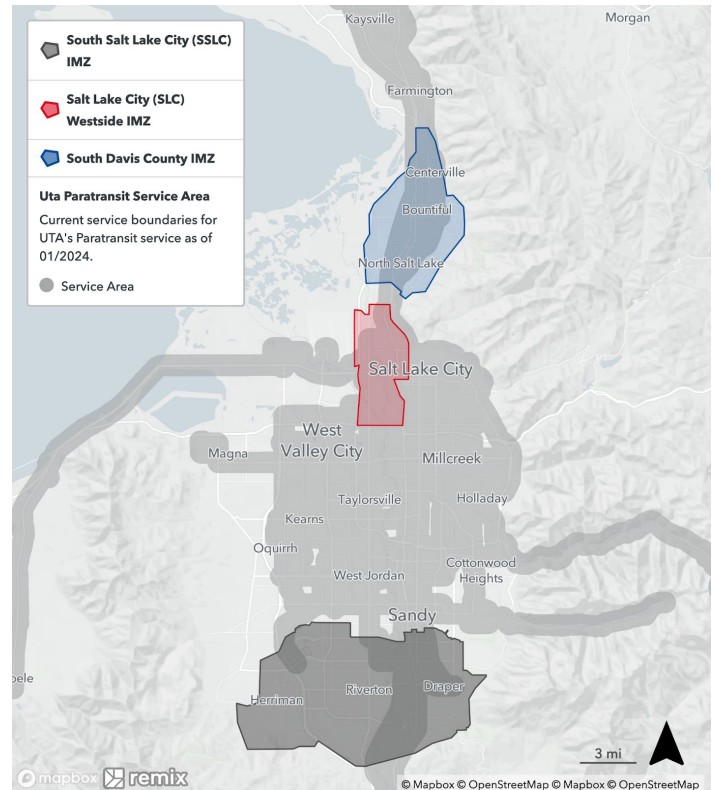 South Salt Lake City (SSLC)
IMZ
Salt Lake City (SLC)
Westside IMZ
South Davis County IMZ
Uta Paratransit Service Area
Current service boundaries for
UTA's Paratransit service as of
01/2024.
Service Area
Kaysville
Morgan
Farmington
Centerville
Bountiful
North Salt Lake
Salt Lake City
West
Valley City
Magna
Millcreek
Taylorsville
Holladay
Kearns
Oquirrh
West Jordan
Cottonwood
Heights
Sandy
ele
Herriman
Riverton
Draper
3 mi
mapbox remix
© Mapbox © OpenStreetMap © Mapbox © OpenStreetMap